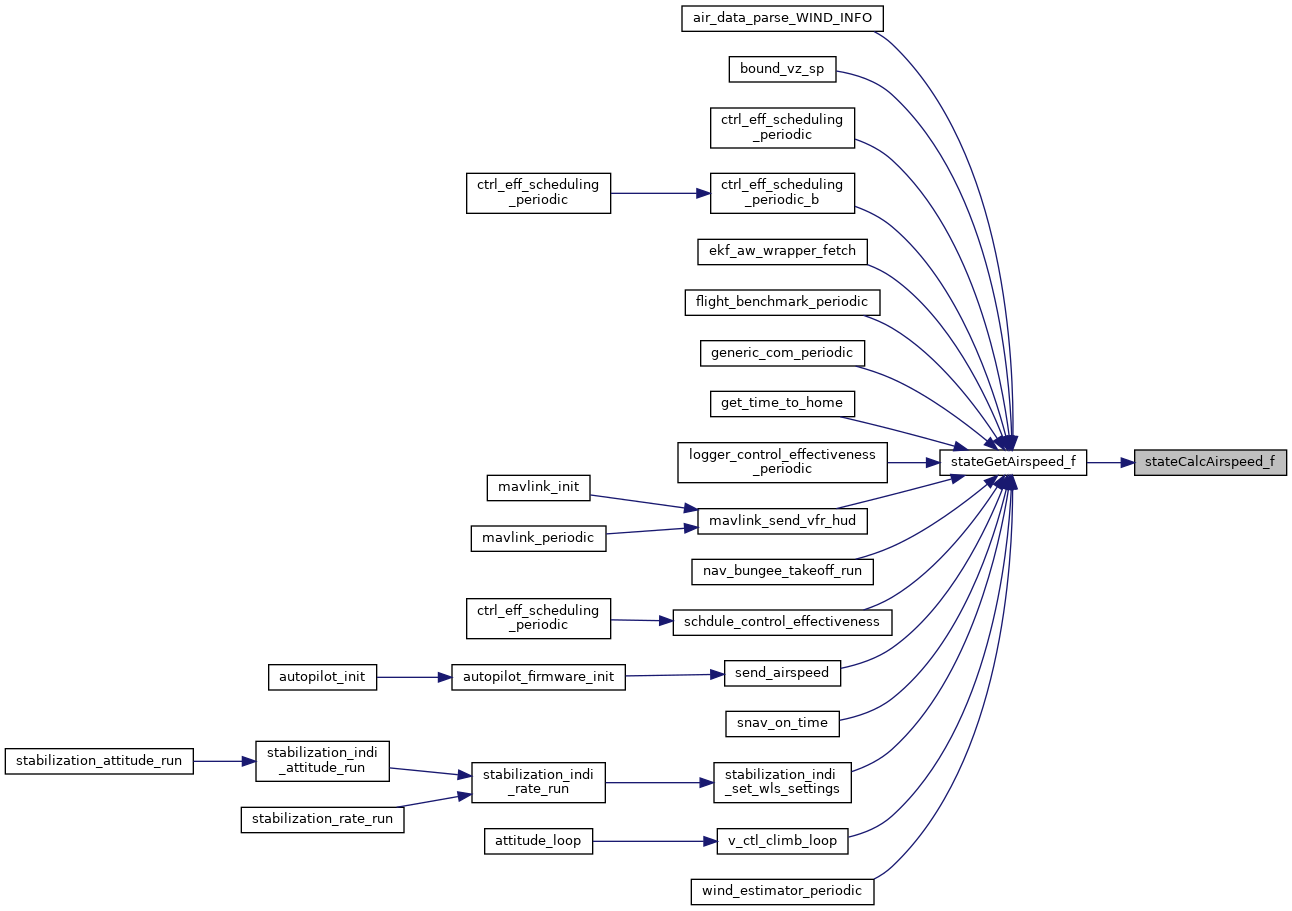 air_data_parse_WIND_INFO
bound_vz_sp
ctrl_eff_scheduling
_periodic
ctrl_eff_scheduling
_periodic
ctrl_eff_scheduling
_periodic_b
ekf_aw_wrapper_fetch
flight_benchmark_periodic
generic_com_periodic
get_time_to_home
logger_control_effectiveness
_periodic
stateGetAirspeed_f
stateCalcAirspeed_f
mavlink_init
mavlink_send_vfr_hud
mavlink_periodic
nav_bungee_takeoff_run
ctrl_eff_scheduling
_periodic
schdule_control_effectiveness
autopilot_init
autopilot_firmware_init
send_airspeed
snav_on_time
stabilization_attitude_run
stabilization_indi
_attitude_run
stabilization_indi
_rate_run
stabilization_indi
_set_wls_settings
stabilization_rate_run
attitude_loop
v_ctl_climb_loop
wind_estimator_periodic